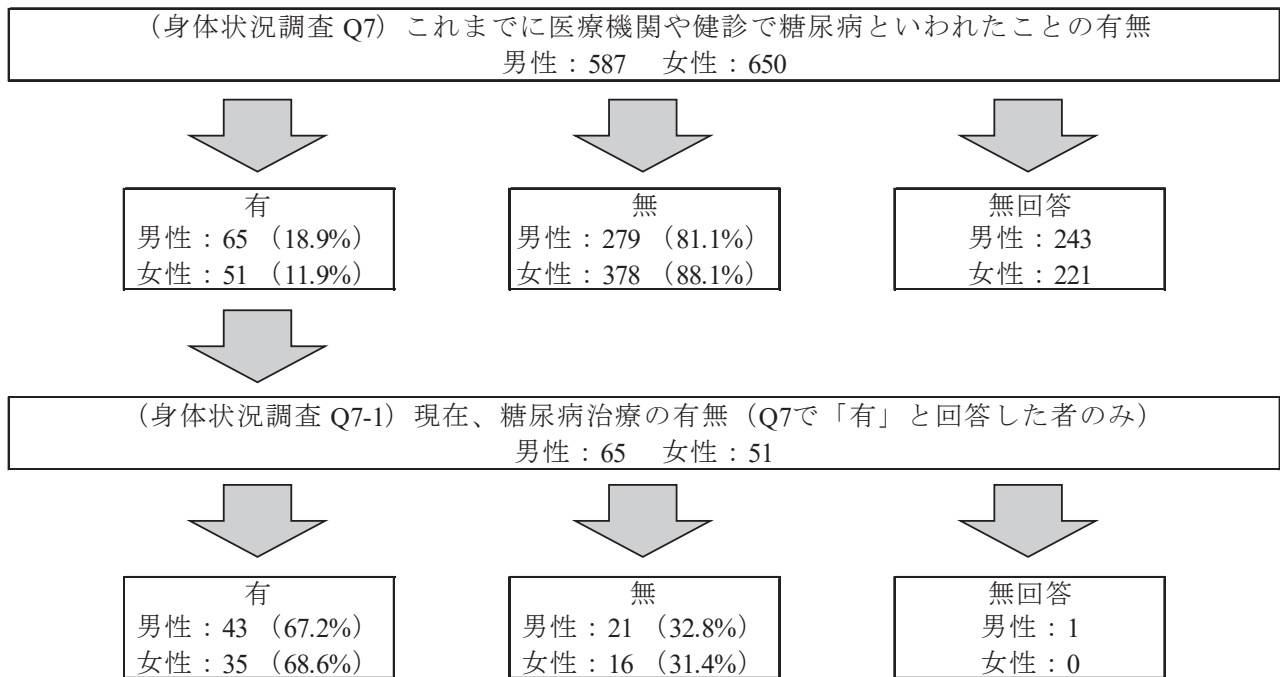 （身体状況調査 Q7）これまでに医療機関や健診で糖尿病といわれたことの有無
男性：587　女性：650
有
男性：65 （18.9%）
女性：51 （11.9%）
無
男性：279 （81.1%）
女性：378 （88.1%）
無回答
男性：243
女性：221
（身体状況調査 Q7-1）現在、糖尿病治療の有無（Q7で「有」と回答した者のみ）
男性：65　女性：51
有
男性：43 （67.2%）
女性：35 （68.6%）
無
男性：21 （32.8%）
女性：16 （31.4%）
無回答
男性：1
女性：0